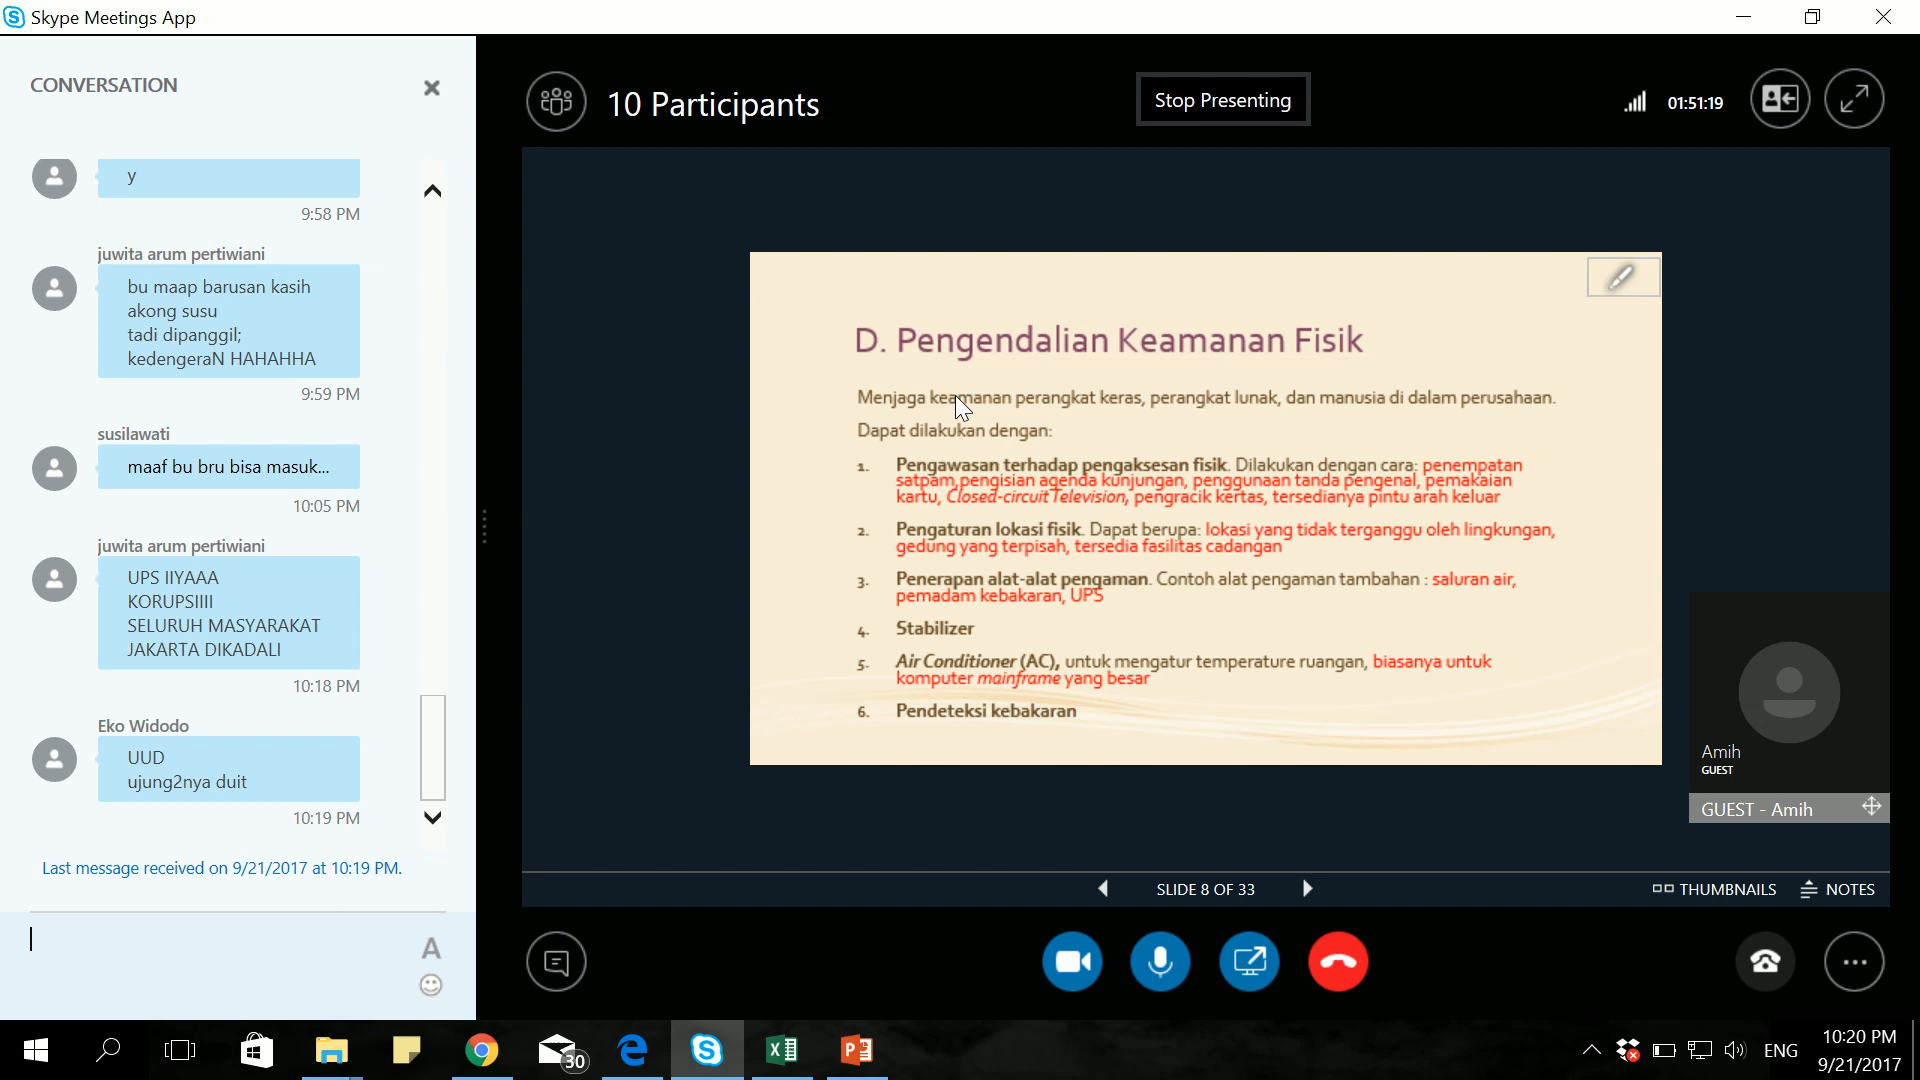 Skype Meetings App
CONVERSATION
y
9:58 PM
juwita arum pertiwiani
bu maap barusan kasih
akong susu
tadi dipanggil;
kedengeraN HAHAHHA
9:59 PM
susilawati
maaf bu bru bisa masuk...
10:05 PM
juwita arum pertiwiani
UPS IIYAAA
KORUPSIIII
SELURUH MASYARAKAT
JAKARTA DIKADALI
10:18 PM
Eko Widodo
UUD
ujung2nya duit
10:19 PM
Last message received on 9/21/2017 at 10:19 PM.
A
10 Participants
Stop Presenting
01:51:19
D. Pengendalian Keamanan Fisik
Menjaga keamanan perangkat keras, perangkat lunak, dan manusia di dalam perusahaan.
Dapat dilakukan dengan:
1. Pengawasan terhadap pengaksesan fisik. Dilakukan dengan cara: penempatan
satpam,pengisian agenda kunjungan, penggunaan tanda pengenal, pemakaian
kartu, Closed-circuit Television, pengracik kertas, tersedianya pintu arah keluar
2. Pengaturan lokasi fisik. Dapat berupa: lokasi yang tidak terganggu oleh lingkungan,
gedung yang terpisah, tersedia fasilitas cadangan
3. Penerapan alat-alat pengaman. Contoh alat pengaman tambahan : saluran air,
pemadam kebakaran, UPS
4. Stabilizer
5. Air Conditioner (AC), untuk mengatur temperature ruangan, biasanya untuk
komputer mainframe yang besar
6. Pendeteksi kebakaran
Amih
GUEST
GUEST - Amih
SLIDE 8 OF 33
THUMBNAILS
NOTES
30
ENG
10:20 PM
9/21/2017